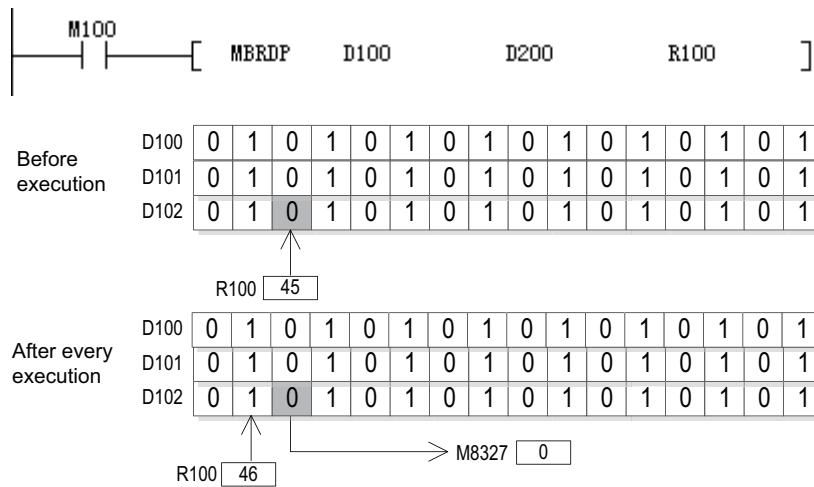 M100
[ MBRDP D100 D200 R100 ]
Before execution
D100 0 1 0 1 0 1 0 1 0 1 0 1 0 1 0 1
D101 0 1 0 1 0 1 0 1 0 1 0 1 0 1 0 1
D102 0 1 0 1 0 1 0 1 0 1 0 1 0 1 0 1
R100 45
After every execution
D100 0 1 0 1 0 1 0 1 0 1 0 1 0 1 0 1
D101 0 1 0 1 0 1 0 1 0 1 0 1 0 1 0 1
D102 0 1 0 1 0 1 0 1 0 1 0 1 0 1 0 1
M8327 0
R100 46